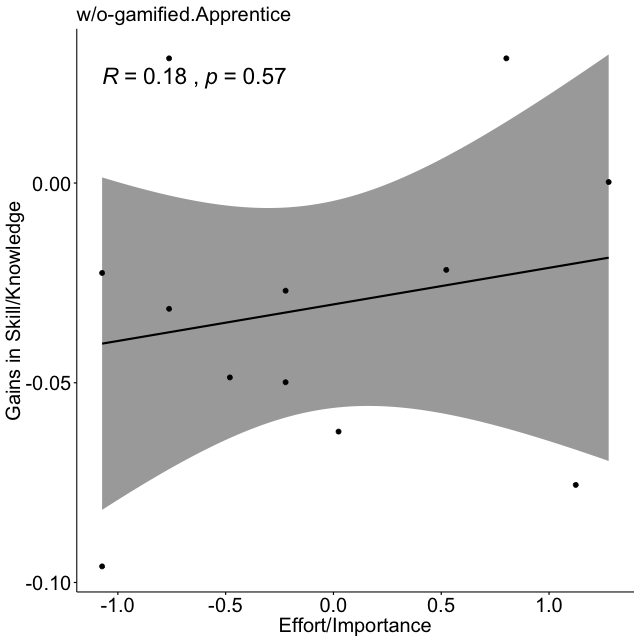 w/o-gamified.Apprentice
R = 0.18 , p = 0.57
Gains in Skill/Knowledge
0.00
-0.05
-0.10
-1.0 -0.5 0.0 0.5 1.0
Effort/Importance